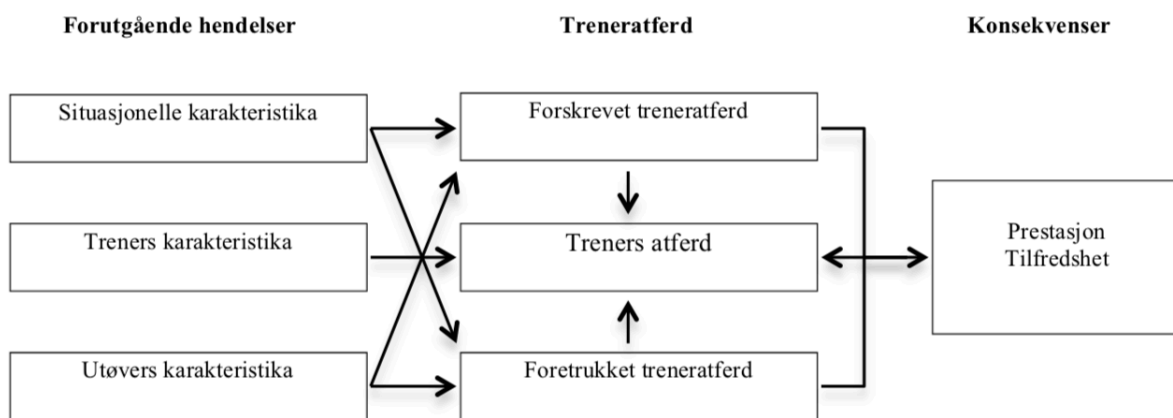 Forutgående hendelser
Treneratferd
Konsekvenser
Situasjonelle karakteristika
Forskrevet treneratferd
Treners karakteristika
Treners atferd
Prestasjon
Tilfredshet
Utøvers karakteristika
Foretrukket treneratferd